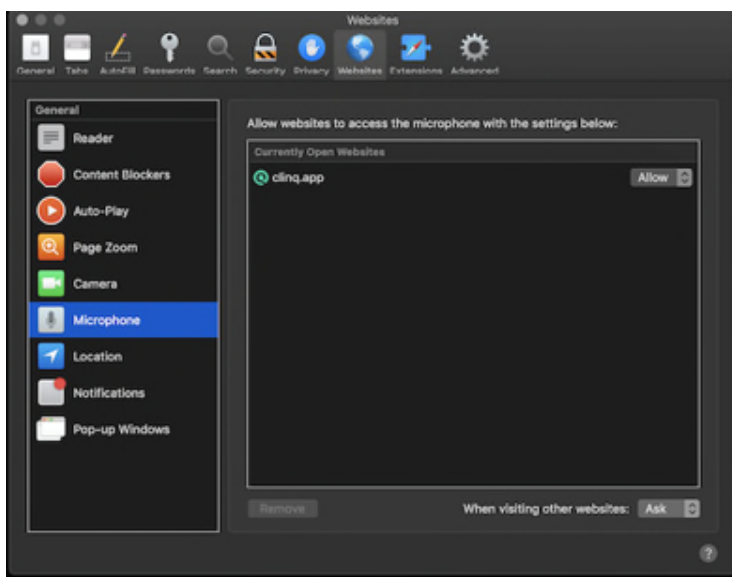 Websites
General Tabs AutoFill Passwords Search Security Privacy Websites Extensions Advanced
General
Reader
Content Blockers
Auto-Play
Page Zoom
Camera
Microphone
Location
Notifications
Pop-up Windows
Allow websites to access the microphone with the settings below:
Currently Open Websites
clinq.app Allow
Remove When visiting other websites: Ask
?